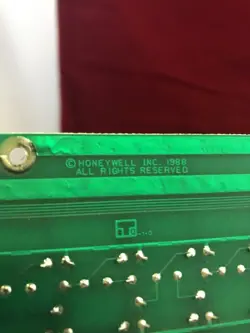 © HONEYWELL INC. 1988
ALL RIGHTS RESERVED